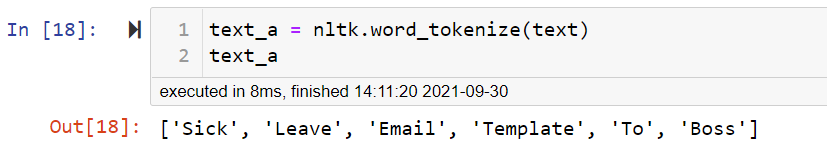 In [18]: 1 text_a = nltk.word_tokenize(text)
2 text_a
executed in 8ms, finished 14:11:20 2021-09-30
Out[18]: ['Sick', 'Leave', 'Email', 'Template', 'To', 'Boss']